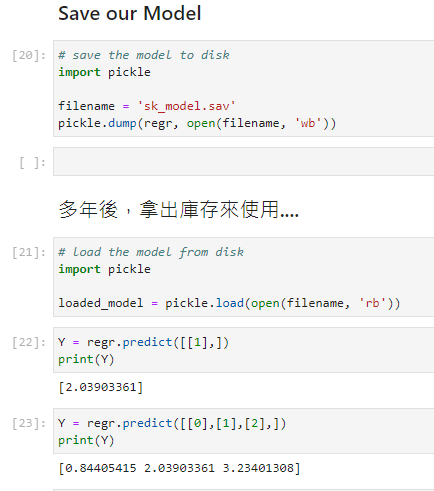 Save our Model
[20]: # save the model to disk
import pickle
filename = 'sk_model.sav'
pickle.dump(regr, open(filename, 'wb'))
[ ]:
多年後，拿出庫存來使用....
[21]: # load the model from disk
import pickle
loaded_model = pickle.load(open(filename, 'rb'))
[22]: Y = regr.predict([[1],])
print(Y)
[2.03903361]
[23]: Y = regr.predict([[0],[1],[2],])
print(Y)
[0.84405415 2.03903361 3.23401308]